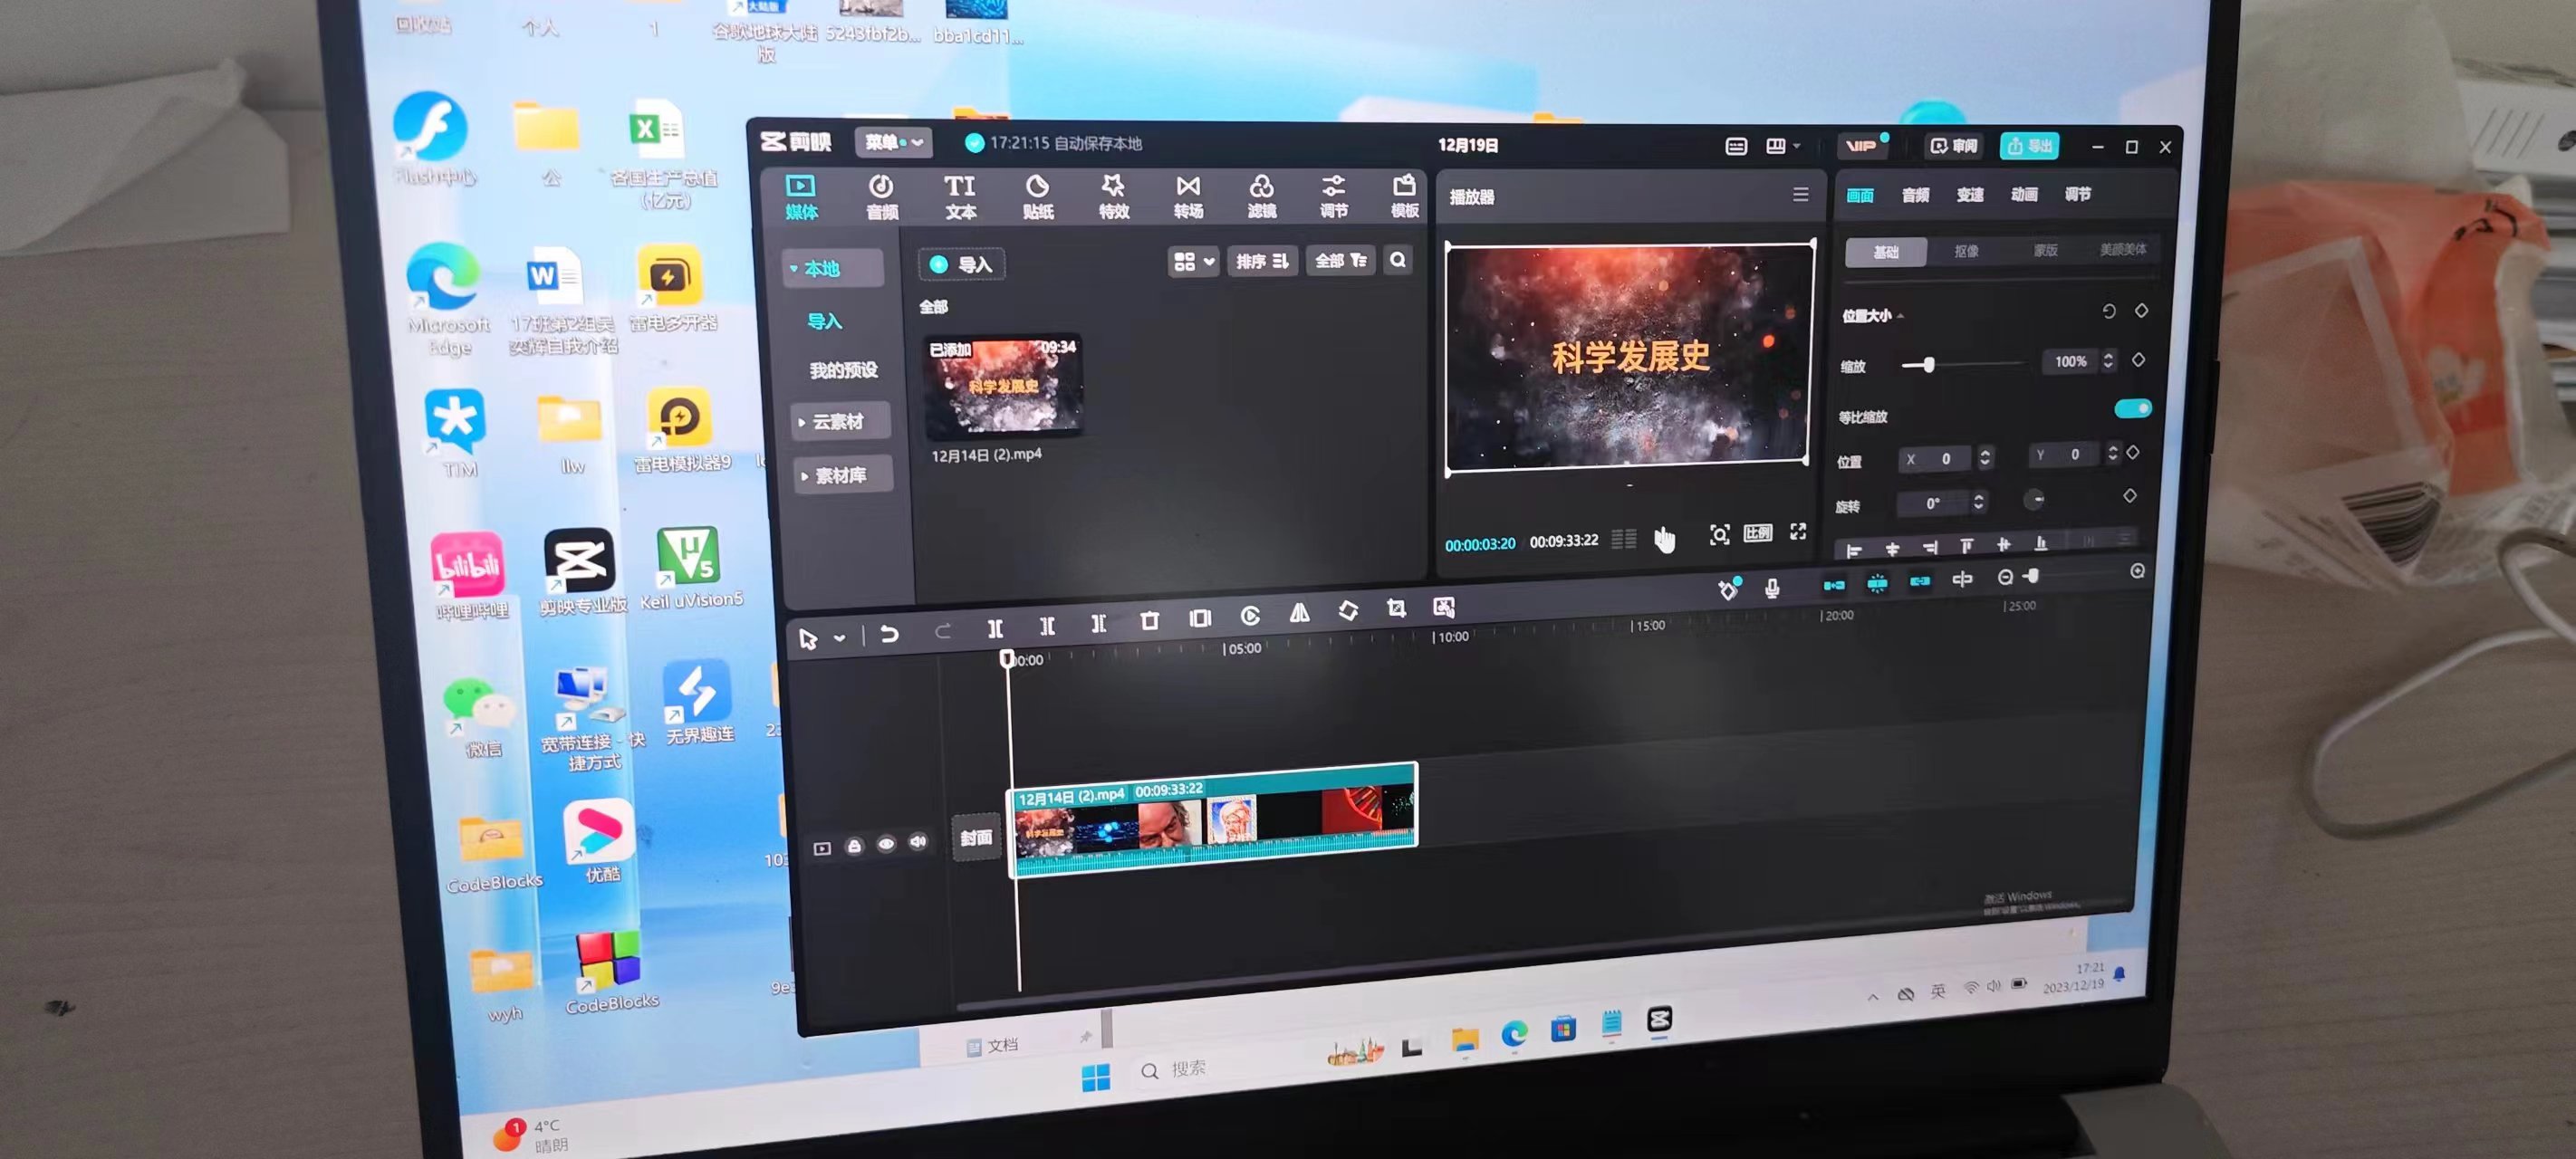 回收站
个人
1
大陆版
谷歌地球大陆
版
5243fbf2b...
bba1cd11...
Flash中心
公
各国生产总值
(亿元)
Microsoft
Edge
17班第2组吴
奕辉自我介绍
雷电多开器
TIM
llw
雷电模拟器9
bilibili
哔哩哔哩
剪映专业版
Keil uVision5
微信
宽带连接 - 快
捷方式
无界趣连
CodeBlocks
优酷
wyh
CodeBlocks
剪映
菜单
17:21:15 自动保存本地
12月19日
VIP
审阅
导出
媒体
音频
TI
文本
贴纸
特效
转场
滤镜
调节
模板
本地
导入
我的预设
云素材
素材库
导入
排序
全部
全部
已添加
09:34
科学发展史
12月14日 (2).mp4
播放器
科学发展史
00:00:03:20
00:09:33:22
比例
画面
音频
变速
动画
调节
基础
抠像
蒙版
美颜美体
位置大小
缩放
100%
等比缩放
位置
X 0
Y 0
旋转
0°
00:00
05:00
10:00
15:00
20:00
25:00
封面
12月14日 (2).mp4 00:09:33:22
科学发展史
激活 Windows
文档
搜索
英
17:21
2023/12/19
1
4°C
晴朗